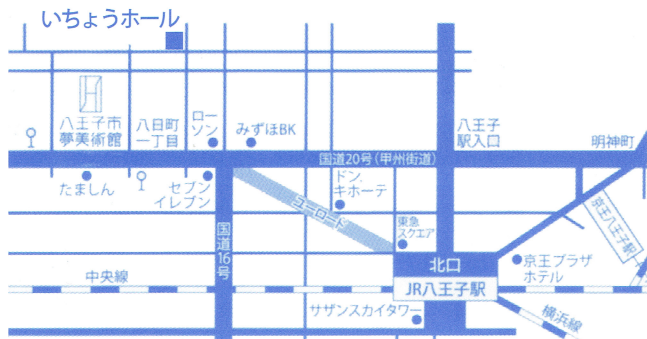 いちょうホール
八王子市
夢美術館
八日町
一丁目
ロー
ソン
みずほBK
八王子
駅入口
明神町
国道20号(甲州街道)
たましん
セブン
イレブン
ドン.
キホーテ
ユーロード
国道16号
東急
スクエア
京王八王子駅
北口
京王プラザ
ホテル
中央線
JR八王子駅
サザンスカイタワー
横浜線